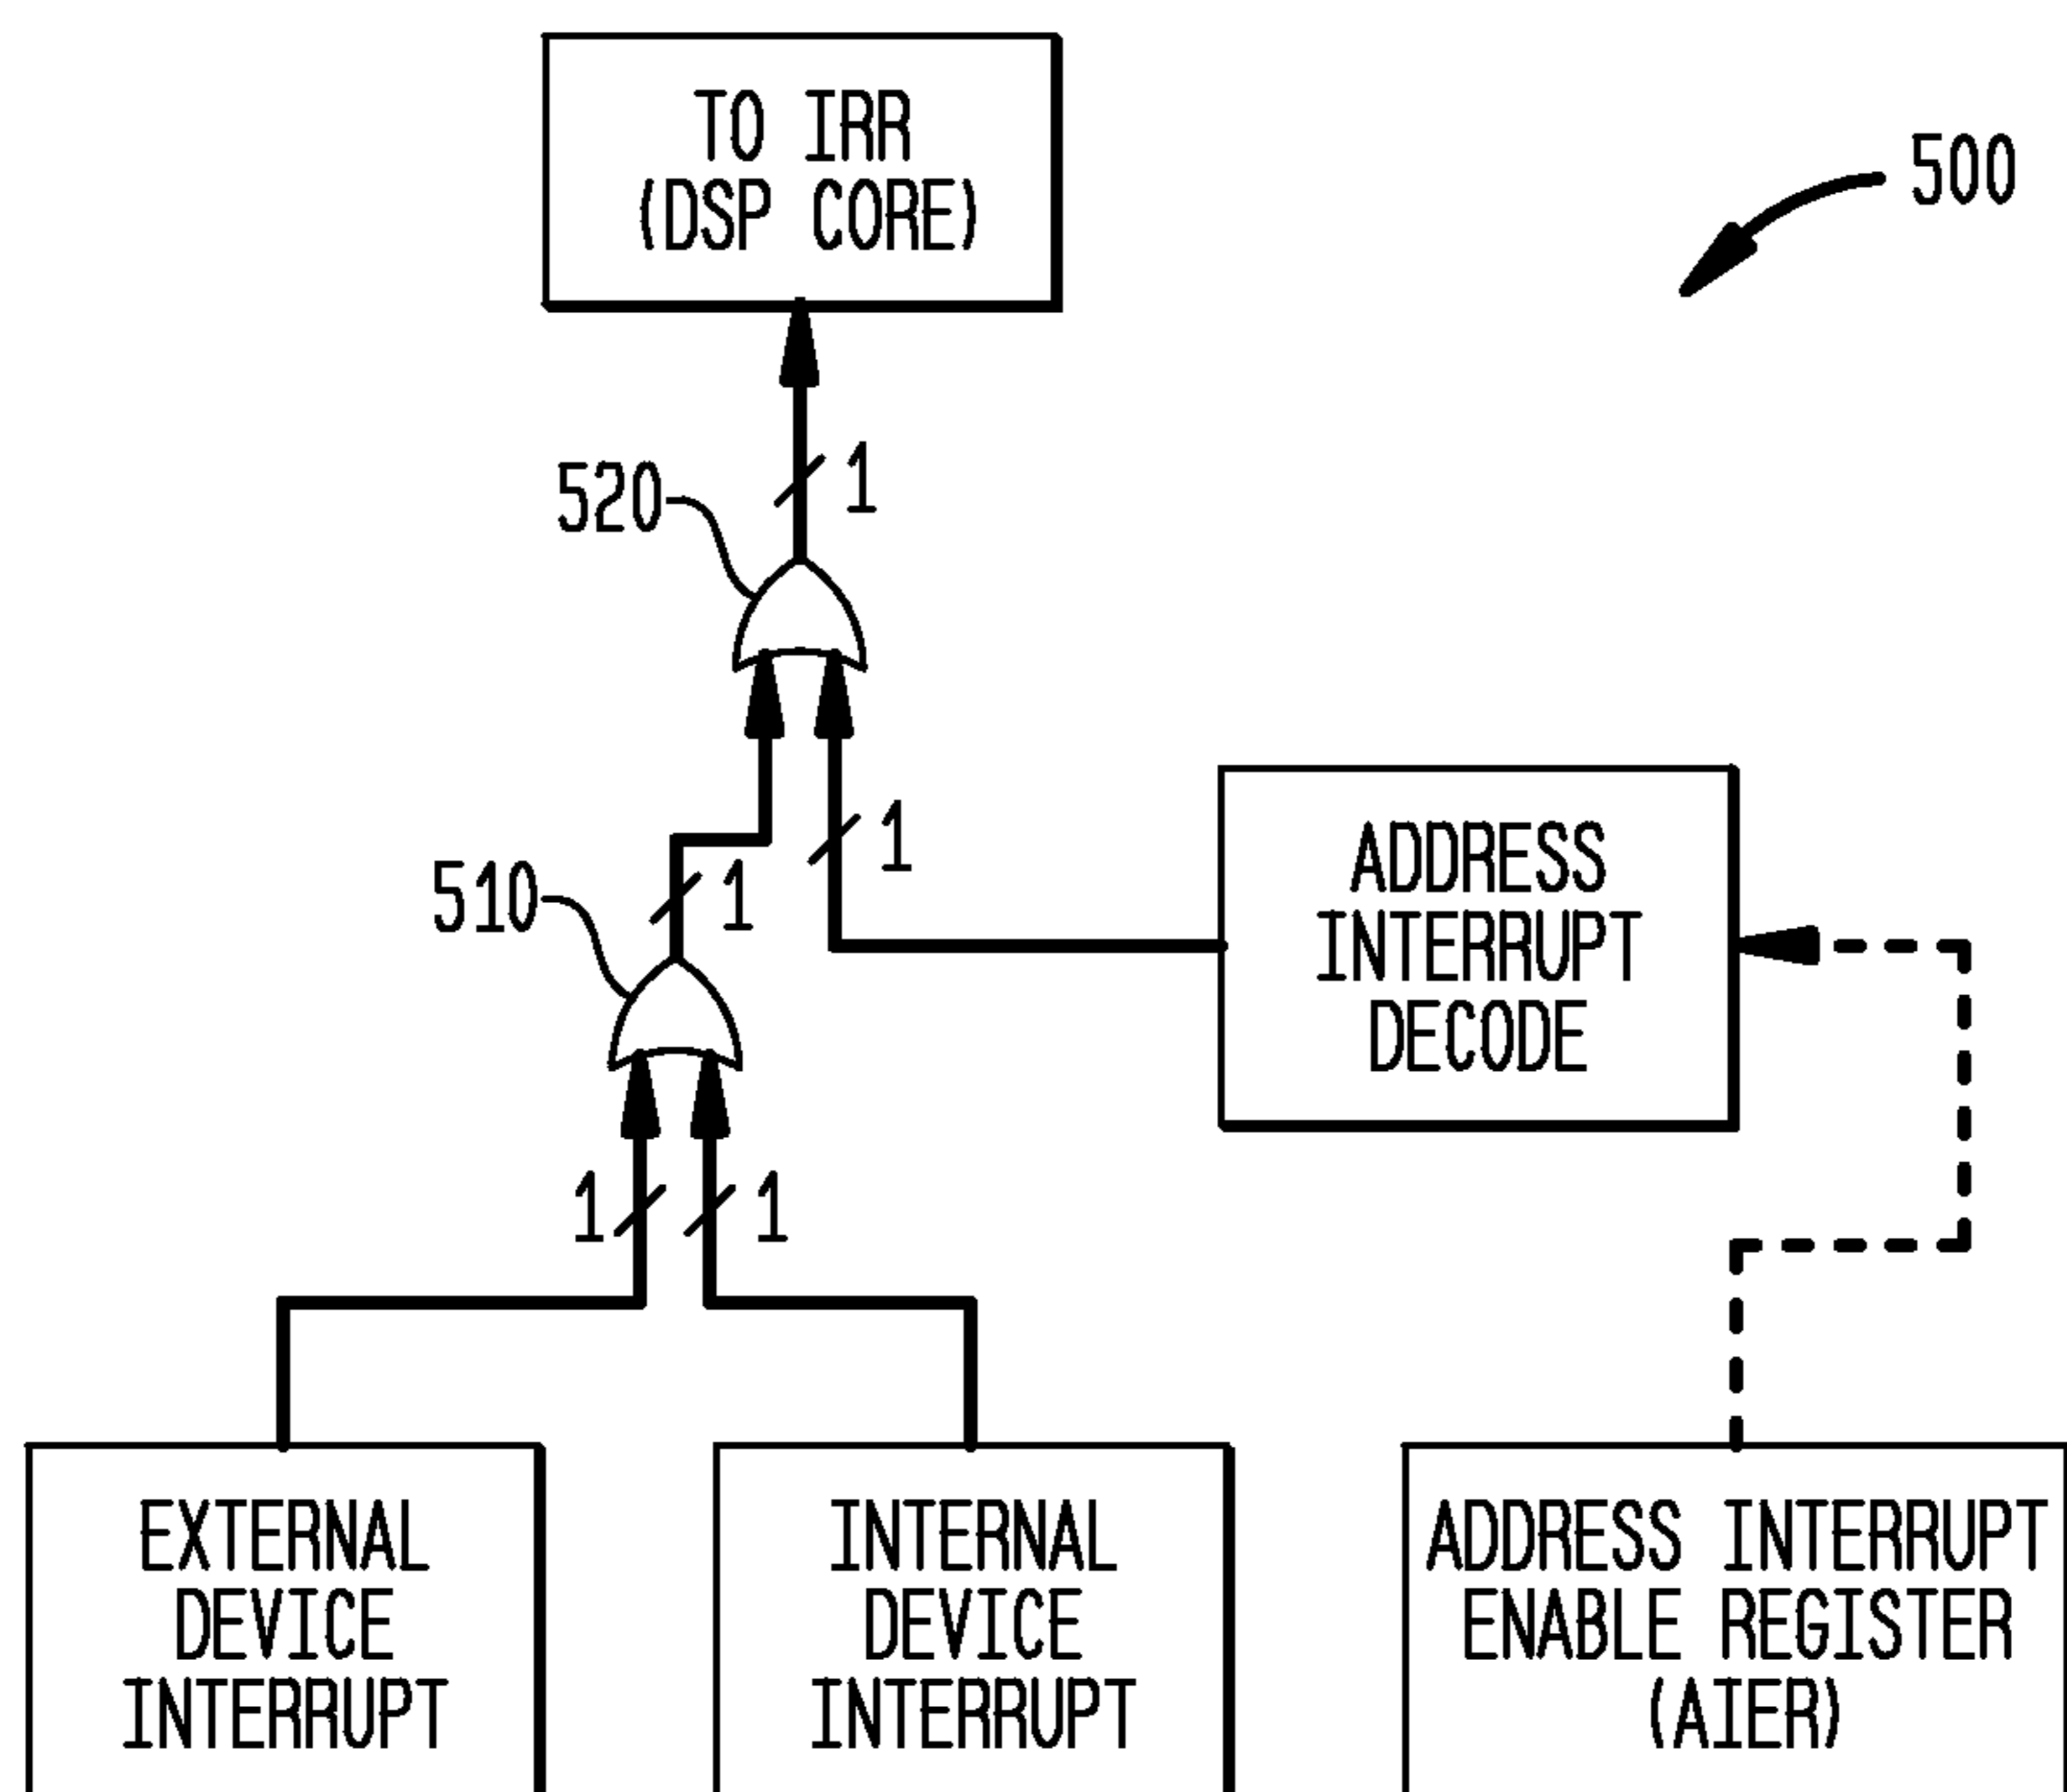 TO IRR
(DSP CORE)
500
520
1
1
1
510
ADDRESS
INTERRUPT
DECODE
1
1
EXTERNAL
DEVICE
INTERRUPT
INTERNAL
DEVICE
INTERRUPT
ADDRESS INTERRUPT
ENABLE REGISTER
(AIER)